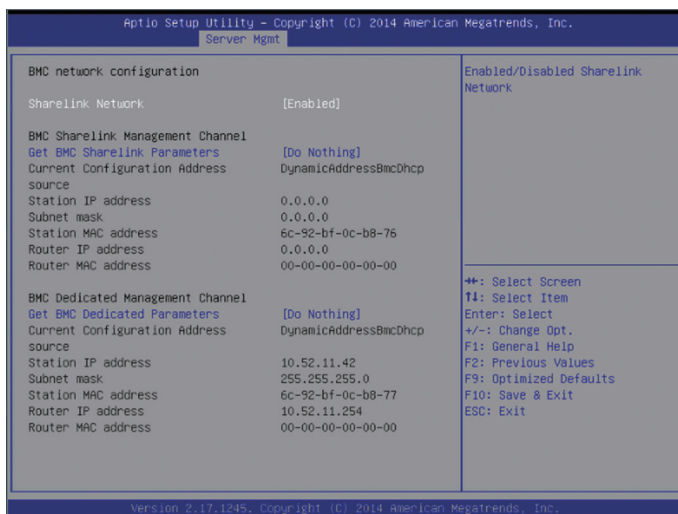 Aptio Setup Utility – Copyright (C) 2014 American Megatrends, Inc.
Server Mgmt
BMC network configuration
Sharelink Network [Enabled]
BMC Sharelink Management Channel
Get BMC Sharelink Parameters [Do Nothing]
Current Configuration Address DynamicAddressBmcDhcp
source
Station IP address 0.0.0.0
Subnet mask 0.0.0.0
Station MAC address 6c-92-bf-0c-b8-76
Router IP address 0.0.0.0
Router MAC address 00-00-00-00-00-00
BMC Dedicated Management Channel
Get BMC Dedicated Parameters [Do Nothing]
Current Configuration Address DynamicAddressBmcDhcp
source
Station IP address 10.52.11.42
Subnet mask 255.255.255.0
Station MAC address 6c-92-bf-0c-b8-77
Router IP address 10.52.11.254
Router MAC address 00-00-00-00-00-00
Enabled/Disabled Sharelink
Network
→←: Select Screen
↑↓: Select Item
Enter: Select
+/-: Change Opt.
F1: General Help
F2: Previous Values
F9: Optimized Defaults
F10: Save & Exit
ESC: Exit
Version 2.17.1245. Copyright (C) 2014 American Megatrends, Inc.